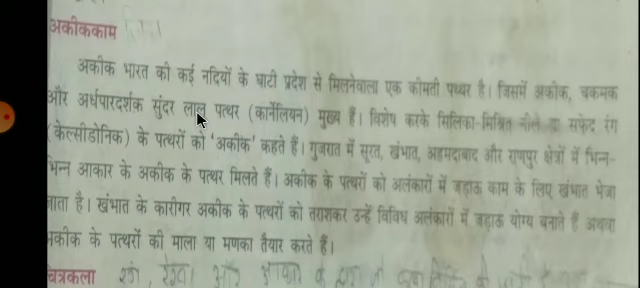 अकीककाम
अकीक भारत की कई नदियों के घाटी प्रदेश से मिलनेवाला एक कीमती पथ्थर है। जिसमें अकीक, चकमक
और अर्धपारदर्शक सुंदर लाल पत्थर (कार्नेलियन) मुख्य हैं। विशेष करके सिलिका-मिश्रित नीले या सफेद रंग
(केल्सीडोनिक) के पत्थरों को 'अकीक' कहते हैं। गुजरात में सूरत, खंभात, अहमदाबाद और राणपुर क्षेत्रों में भिन्न-
भिन्न आकार के अकीक के पत्थर मिलते हैं। अकीक के पत्थरों को अलंकारों में जड़ाऊ काम के लिए खंभात भेजा
जाता है। खंभात के कारीगर अकीक के पत्थरों को तराशकर उन्हें विविध अलंकारों में जड़ाऊ योग्य बनाते हैं अथवा
अकीक के पत्थरों की माला या मणका तैयार करते हैं।
चित्रकला रंग, रेखा और आकार के